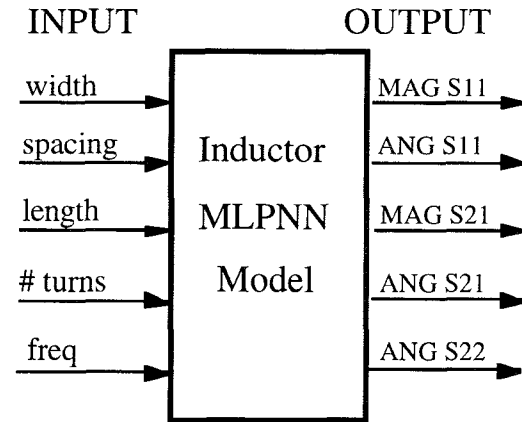 INPUT
OUTPUT
width
MAG S11
spacing
Inductor
ANG S11
length
MLPNN
MAG S21
# turns
Model
ANG S21
freq
ANG S22